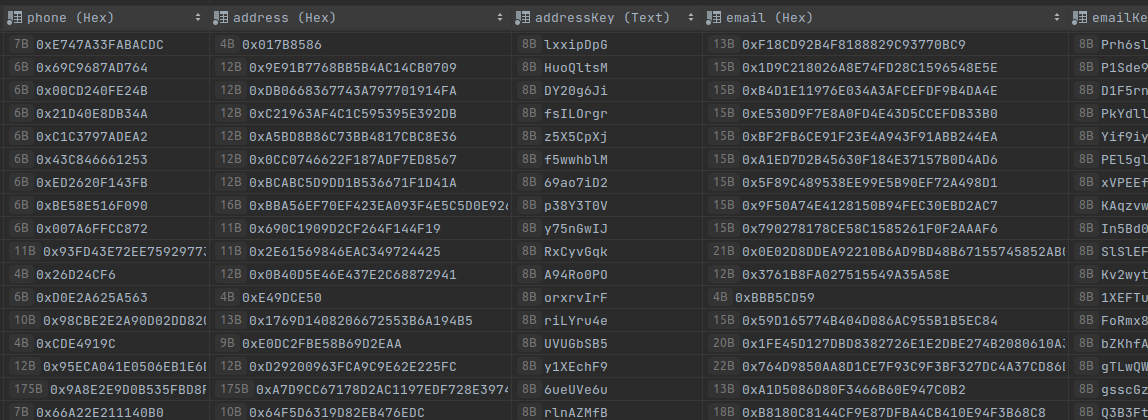 phone (Hex) address (Hex) addressKey (Text) email (Hex) emailKe
7B 0xE747A33FABACDC 4B 0x017B8586 8B lxxipDpG 13B 0xF18CD92B4F8188829C93770BC9 8B Prh6sl
6B 0x69C9687AD764 12B 0x9E91B7768BB5B4AC14CB0709 8B HuoQltsM 15B 0x1D9C218026A8E74FD28C1596548E5E 8B P1Sde9
6B 0x00CD240FE24B 12B 0xDB0668367743A797701914FA 8B DY20g6Ji 15B 0xB4D1E11976E034A3AFCEFDF9B4DA4E 8B D1F5rn
6B 0x21D40E8DB34A 12B 0xC21963AF4C1C595395E392DB 8B fsILOrgr 15B 0xE530D9F7E8A0FD4E43D5CCEFDB33B0 8B PkYdll
6B 0xC1C3797ADEA2 12B 0xA5BD8B86C73BB4817CBC8E36 8B z5X5CpXj 15B 0xBF2FB6CE91F23E4A943F91ABB244EA 8B Yif9iy
6B 0x43C846661253 12B 0x0CC0746622F187ADF7ED8567 8B f5wwhblM 15B 0xA1ED7D2B45630F184E37157B0D4AD6 8B PEl5gl
6B 0xED2620F143FB 12B 0xBCABC5D9DD1B536671F1D41A 8B 69ao7iD2 15B 0x5F89C489538EE99E5B90EF72A498D1 8B xVPEEf
6B 0xBE58E516F090 16B 0xBBA56EF70EF423EA093F4E5C5D0E926 8B p38Y3T0V 15B 0x9F50A74E4128150B94FEC30EBD2AC7 8B KAqzvw
6B 0x007A6FFCC872 11B 0x690C1909D2CF264F144F19 8B y75nGwIJ 15B 0x790278178CE58C1585261F0F2AAAF6 8B In5Bd0
11B 0x93FD43E72EE7592977 11B 0x2E61569846EAC349724425 8B RxCyvGqk 21B 0x0E02D8DDEA92210B6AD9BD48B67155745852AB0 8B SlSlEF
4B 0x26D24CF6 12B 0x0B40D5E46E437E2C68872941 8B A94Ro0PO 12B 0x3761B8FA027515549A35A58E 8B Kv2wyt
6B 0xD0E2A625A563 4B 0xE49DCE50 8B orxrvIrF 4B 0xBBB5CD59 8B 1XEFTu
10B 0x98CBE2E2A90D02DD82 13B 0x1769D1408206672553B6A194B5 8B riLYru4e 15B 0x59D165774B404D086AC955B1B5EC84 8B FoRmx8
4B 0xCDE4919C 9B 0xE0DC2FBE58B69D2EAA 8B UVUGbSB5 20B 0x1FE45D127DBD8382726E1E2DBE274B2080610A 8B bZKhfA
12B 0x95ECA041E0506EB1E6 12B 0xD29200963FCA9C9E62E225FC 8B y1XEchF9 19B 0x764D9850AA8D1CE7F93C9F3BF327DC4A37CD86 8B gTLwQW
175B 0x9A8E2E9D0B535FBD8 175B 0xA7D9CC67178D2AC1197EDF728E3974 8B 6ueUVe6u 13B 0xA1D5086D80F3466B60E947C0B2 8B gsscGz
7B 0x66A22E211140B0 10B 0x64F5D6319D82EB476EDC 8B rlnAZMfB 18B 0xB8180C8144CF9E87DFBA4CB410E94F3B68C8 8B Q3B3Ft